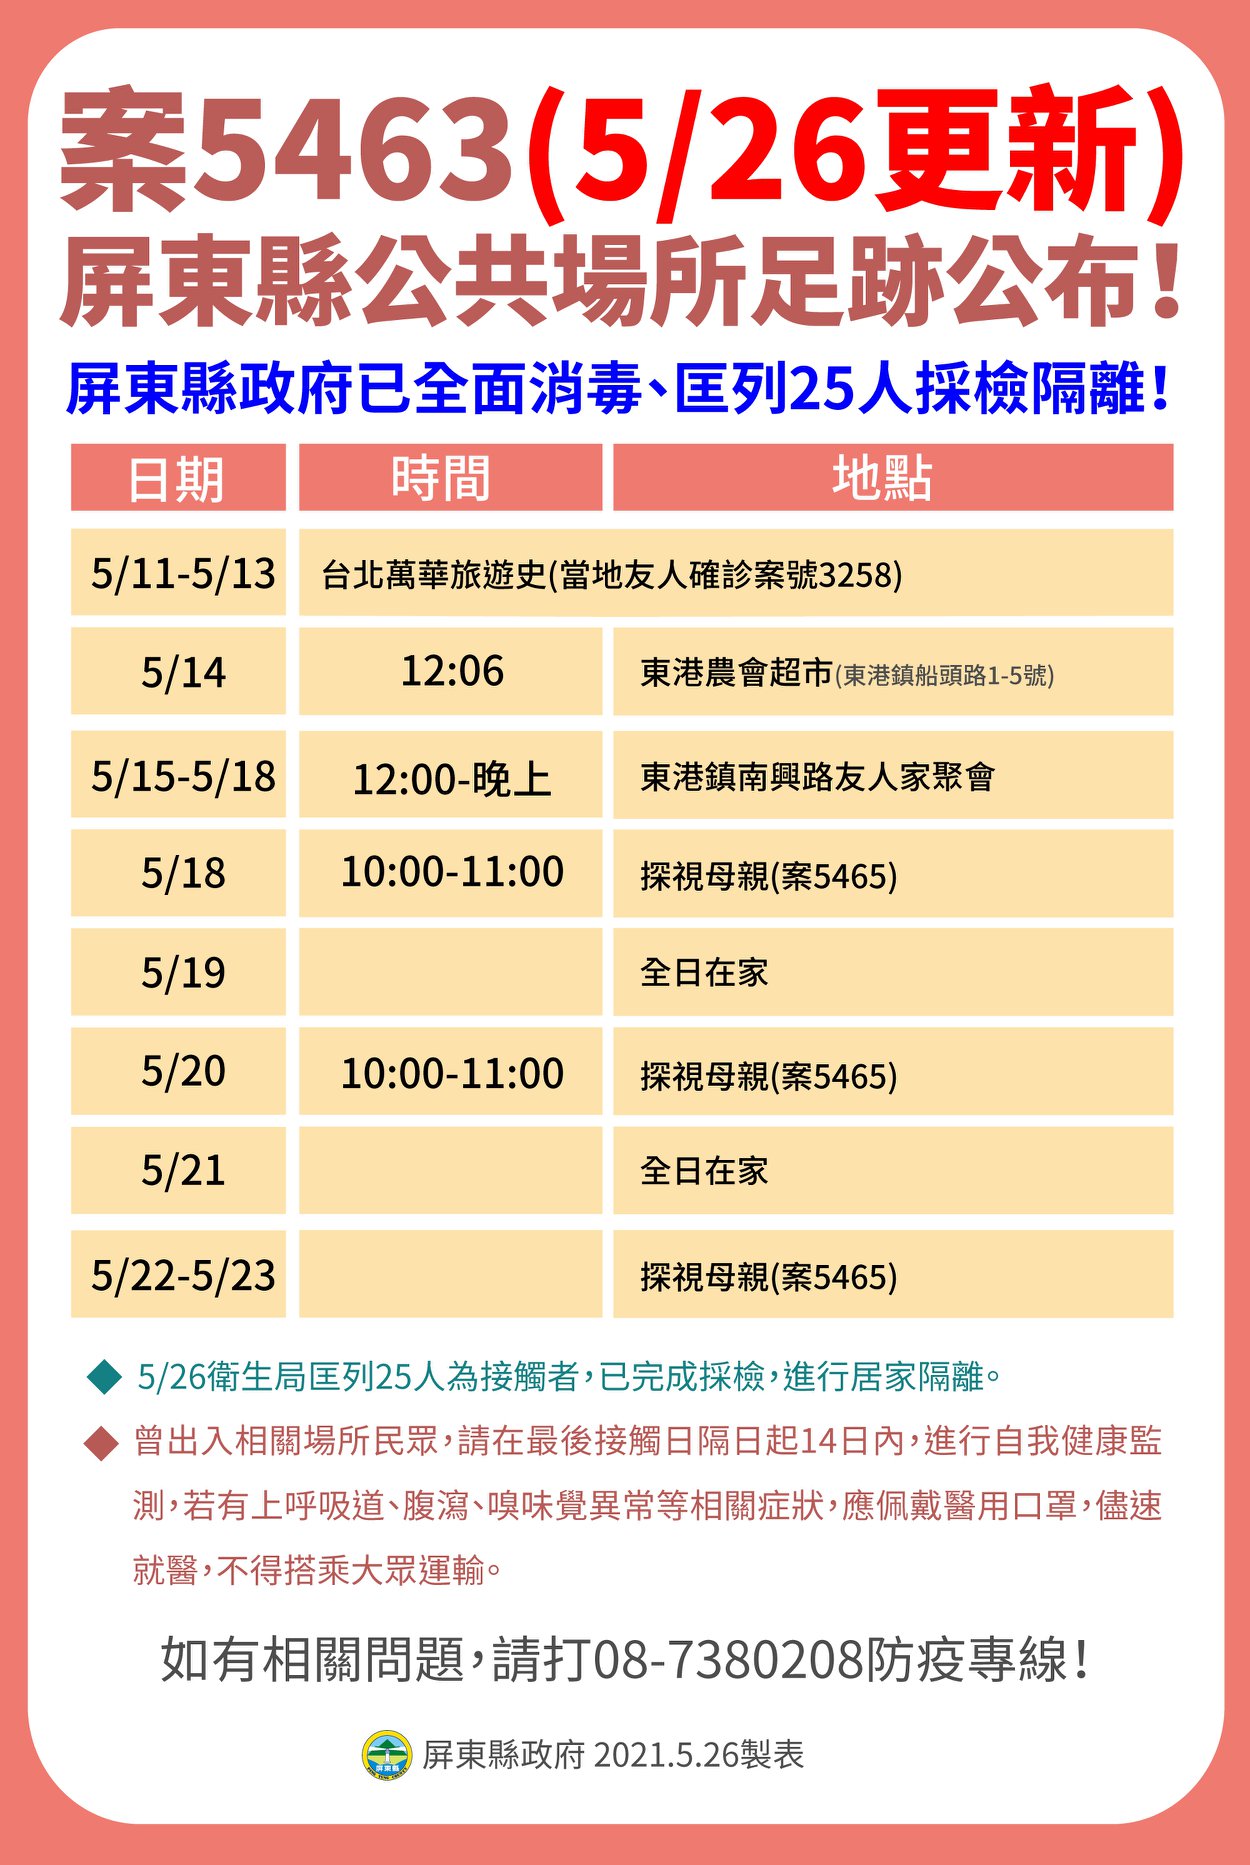 案5463(5/26更新)
屏東縣公共場所足跡公布！
屏東縣政府已全面消毒、匡列25人採檢隔離！
日期 時間 地點
5/11-5/13 台北萬華旅遊史(當地友人確診案號3258)
5/14 12:06 東港農會超市(東港鎮船頭路1-5號)
5/15-5/18 12:00-晚上 東港鎮南興路友人家聚會
5/18 10:00-11:00 探視母親(案5465)
5/19 全日在家
5/20 10:00-11:00 探視母親(案5465)
5/21 全日在家
5/22-5/23 探視母親(案5465)
◆ 5/26衛生局匡列25人為接觸者，已完成採檢，進行居家隔離。
◆ 曾出入相關場所民眾，請在最後接觸日隔日起14日內，進行自我健康監
測，若有上呼吸道、腹瀉、嗅味覺異常等相關症狀，應佩戴醫用口罩，儘速
就醫，不得搭乘大眾運輸。
如有相關問題，請打08-7380208防疫專線！
屏東縣
屏東縣政府 2021.5.26製表